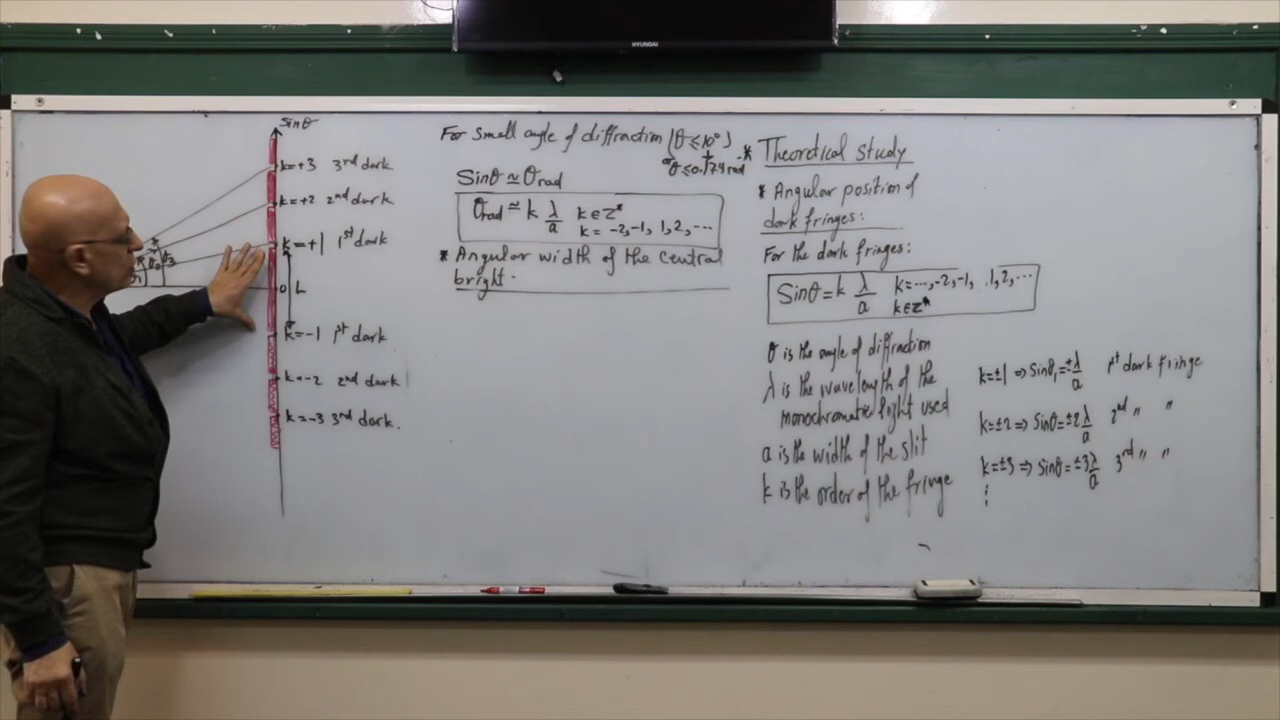 HYUNDAI
Sinθ
k=+3 3rd dark
k=+2 2nd dark
k=+1 1st dark
θ2 θ3
O L
k=-1 1st dark
k=-2 2nd dark
k=-3 3rd dark.
For small angle of diffraction (θ≤10°)
or θ≤0.174 rad
Sinθ ≃ θrad
θrad ≃ k λ/a k∈Z*
k = -2,-1, 1,2,...
* Angular width of the central
bright.
* Theoretical study
* Angular position of
dark fringes:
For the dark fringes:
Sinθ=k λ/a k=...,-2,-1, .1,2,...
k∈Z*
θ is the angle of diffraction
λ is the wavelength of the
monochromatic light used
a is the width of the slit
k is the order of the fringe
k=±1 ⇒ Sinθ1=±λ/a 1st dark fringe
k=±2 ⇒ Sinθ=±2λ/a 2nd " "
k=±3 ⇒ Sinθ=±3λ/a 3rd " "
⋮